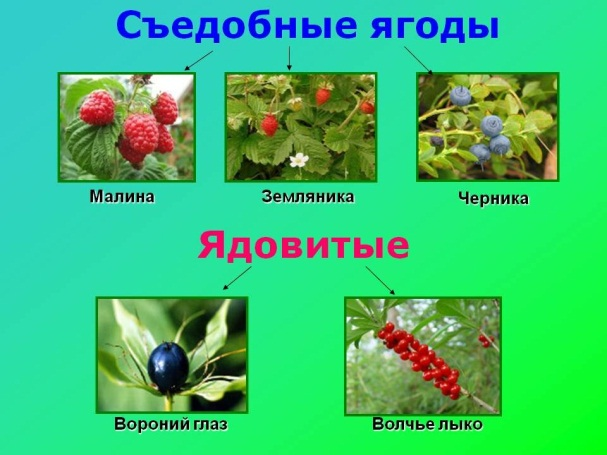 Съедобные ягоды
Малина
Земляника
Черника
Ядовитые
Вороний глаз
Волчье лыко